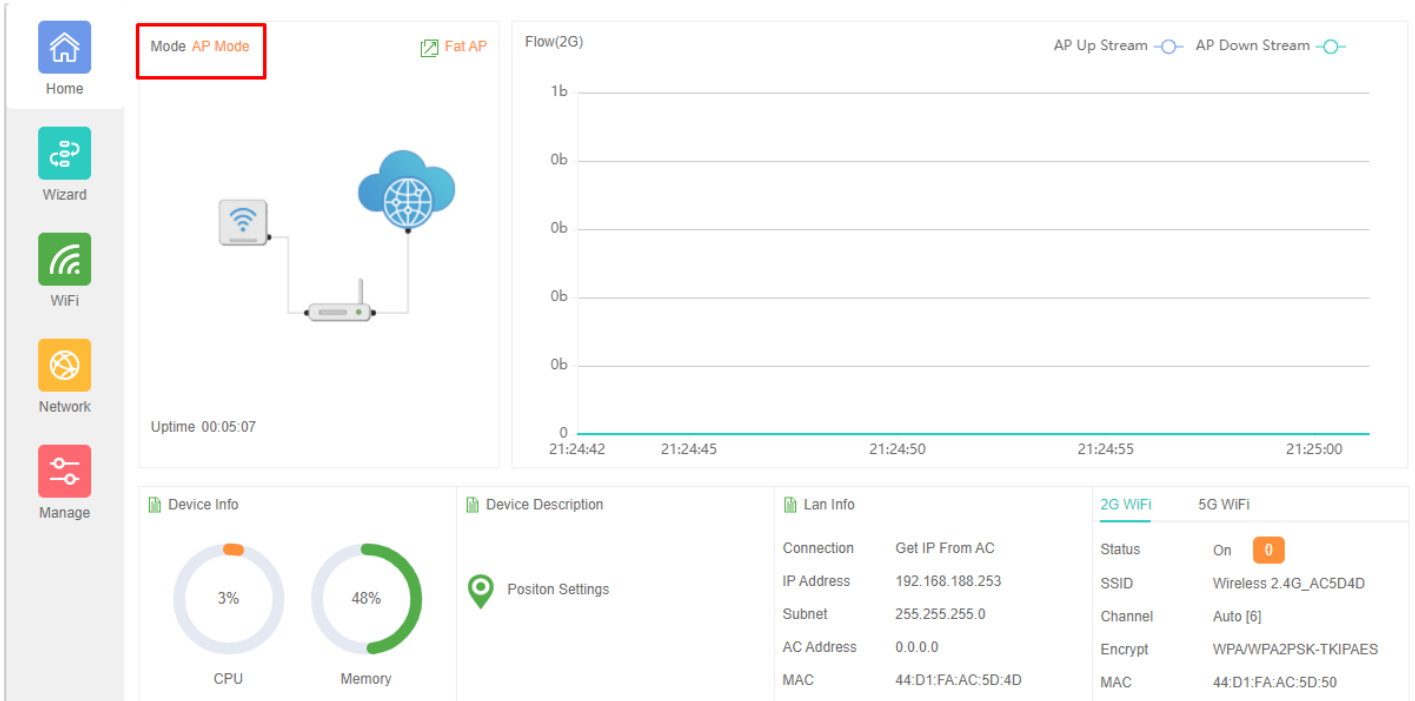 Home
Wizard
WiFi
Network
Manage
Mode AP Mode
Fat AP
Uptime 00:05:07
Flow(2G)
AP Up Stream
AP Down Stream
1b
0b
0b
0b
0b
0
21:24:42 21:24:45 21:24:50 21:24:55 21:25:00
Device Info
3%
48%
CPU
Memory
Device Description
Positon Settings
Lan Info
Connection Get IP From AC
IP Address 192.168.188.253
Subnet 255.255.255.0
AC Address 0.0.0.0
MAC 44:D1:FA:AC:5D:4D
2G WiFi 5G WiFi
Status On 0
SSID Wireless 2.4G_AC5D4D
Channel Auto [6]
Encrypt WPA/WPA2PSK-TKIPAES
MAC 44:D1:FA:AC:5D:50